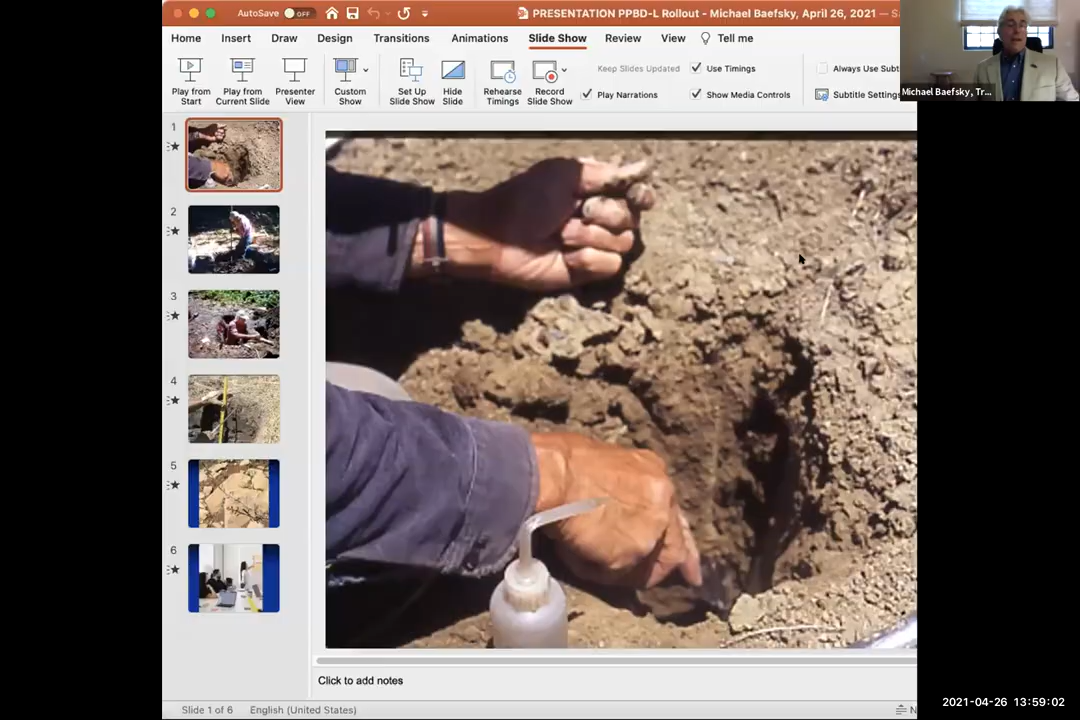 AutoSave OFF
PRESENTATION PPBD-L Rollout - Michael Baefsky, April 26, 2021 —
Home Insert Draw Design Transitions Animations Slide Show Review View Tell me
Play from Start
Play from Current Slide
Presenter View
Custom Show
Set Up Slide Show
Hide Slide
Rehearse Timings
Record Slide Show
Keep Slides Updated
Play Narrations
Use Timings
Show Media Controls
Always Use Subt
Subtitle Settings
Michael Baefsky, Tr...
1
2
3
4
5
6
Click to add notes
Slide 1 of 6 English (United States)
N
2021-04-26 13:59:02